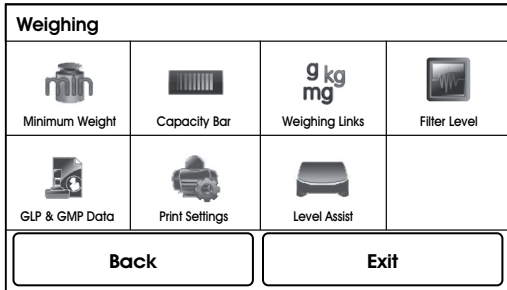 Weighing
min
g kg
mg
Minimum Weight Capacity Bar Weighing Links Filter Level
GLP & GMP Data Print Settings Level Assist
Back Exit